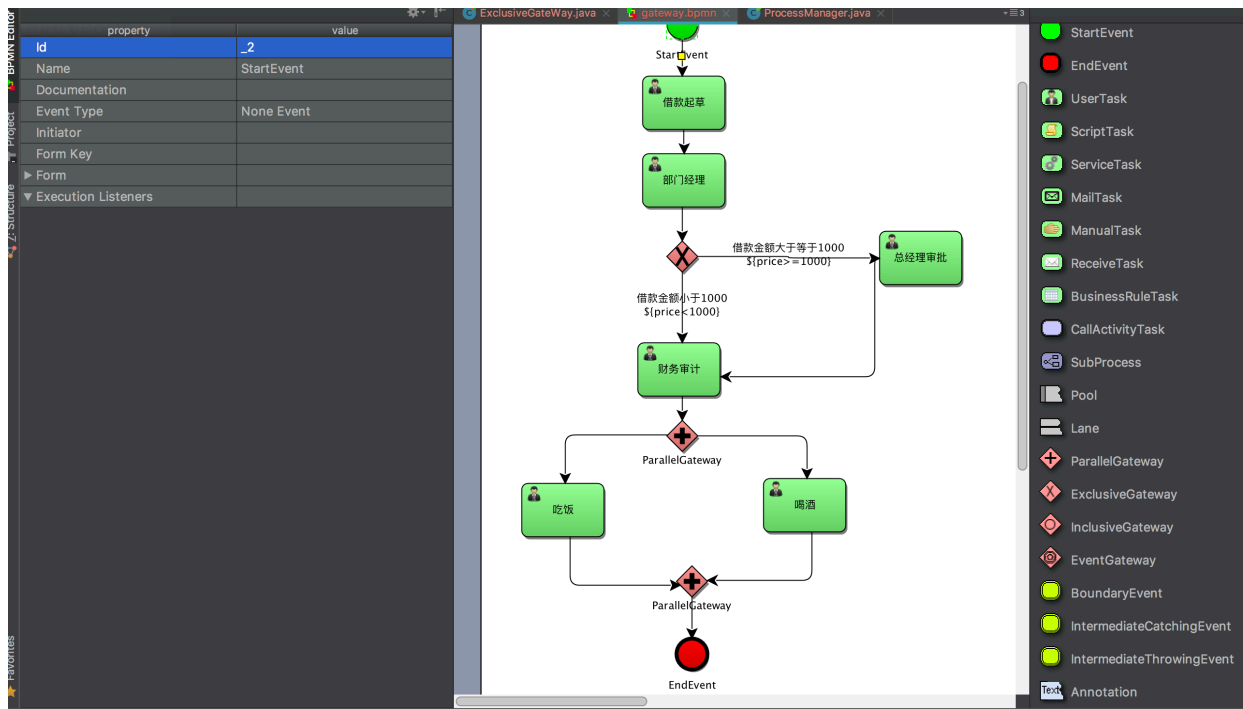 ExclusiveGateWay.java
gateway.bpmn
ProcessManager.java
3
BPMN Editor
Project
Z: Structure
Favorites
property value
Id _2
Name StartEvent
Documentation
Event Type None Event
Initiator
Form Key
Form
Execution Listeners
StartEvent
借款起草
部门经理
借款金额大于等于1000
${price>=1000}
总经理审批
借款金额小于1000
${price<1000}
财务审计
ParallelGateway
吃饭
喝酒
ParallelGateway
EndEvent
StartEvent
EndEvent
UserTask
ScriptTask
ServiceTask
MailTask
ManualTask
ReceiveTask
BusinessRuleTask
CallActivityTask
SubProcess
Pool
Lane
ParallelGateway
ExclusiveGateway
InclusiveGateway
EventGateway
BoundaryEvent
IntermediateCatchingEvent
IntermediateThrowingEvent
Text Annotation